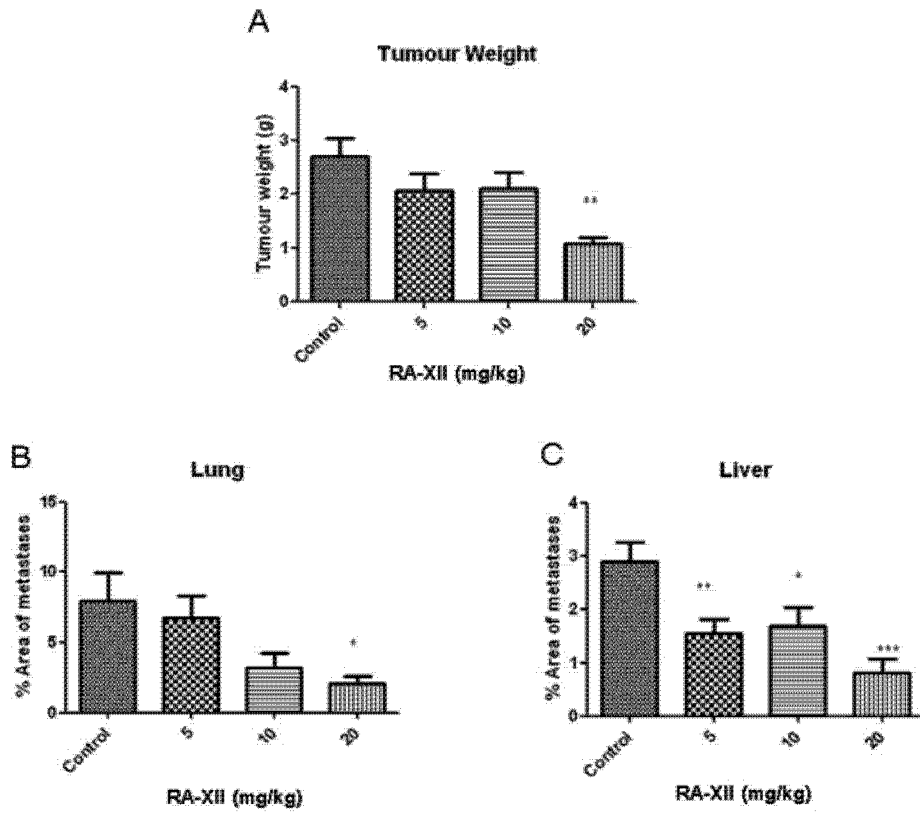 A
Tumour Weight
Tumour weight (g)
4
3
2
1
0
**
Control
5
10
20
RA-XII (mg/kg)
B
Lung
% Area of metastases
15
10
5
0
*
Control
5
10
20
RA-XII (mg/kg)
C
Liver
% Area of metastases
4
3
2
1
0
**
*
***
Control
5
10
20
RA-XII (mg/kg)